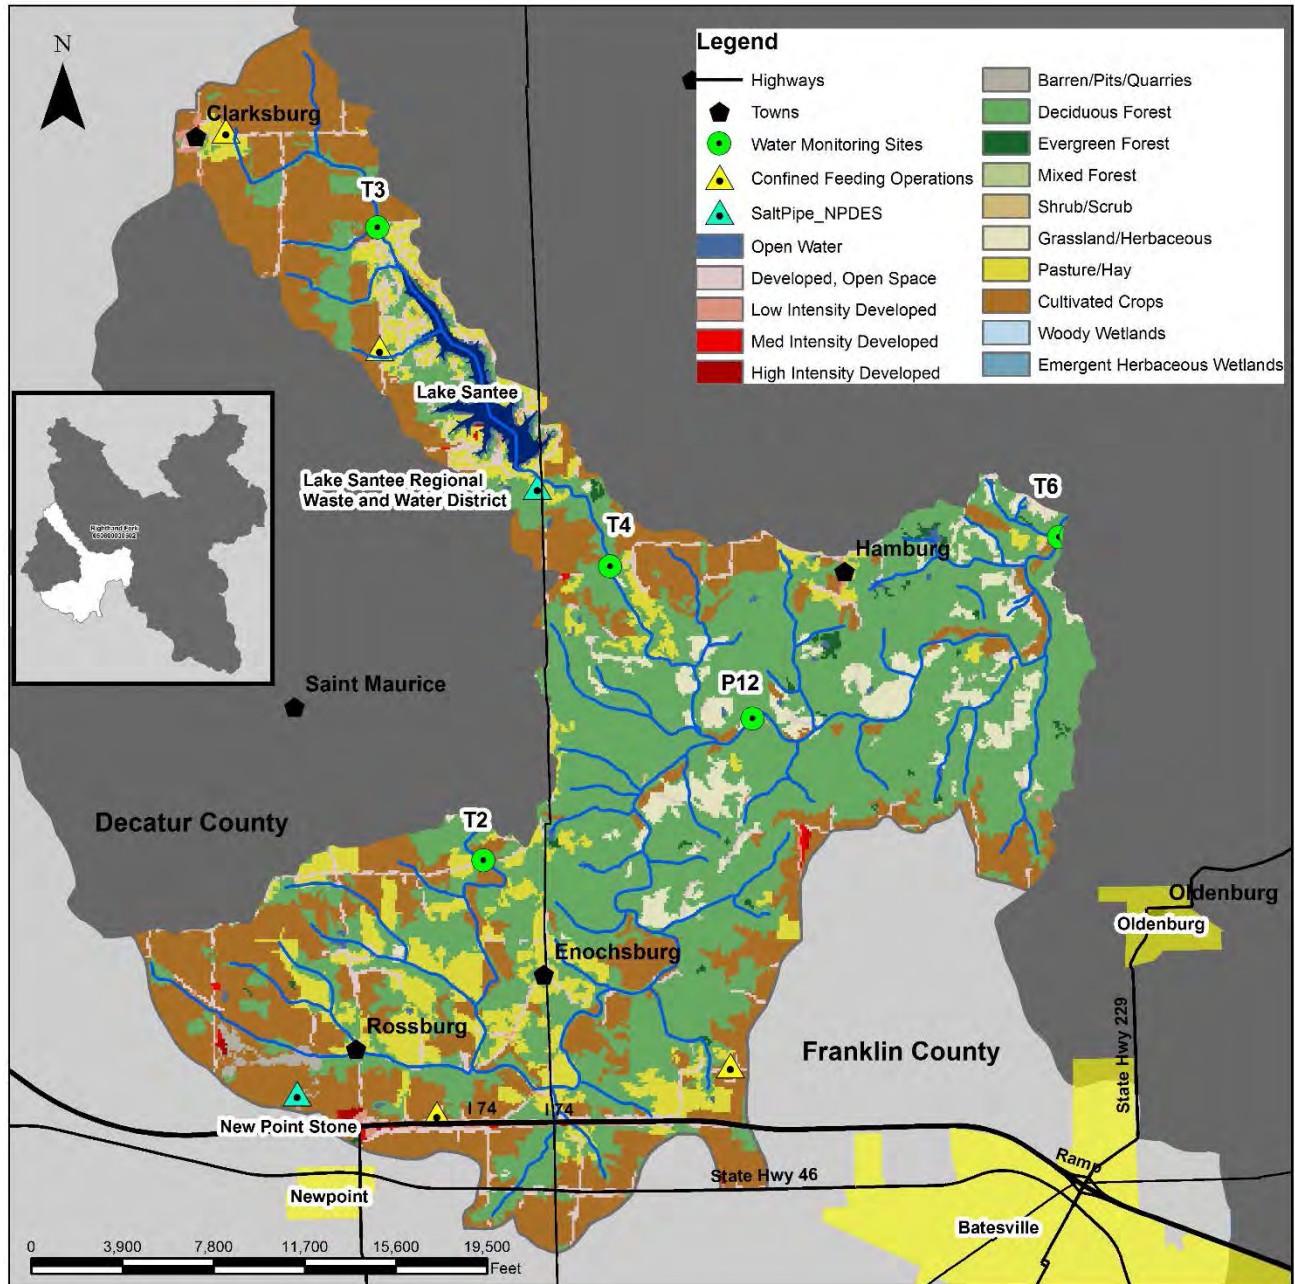 N
Legend
Highways
Towns
Water Monitoring Sites
Confined Feeding Operations
SaltPipe_NPDES
Open Water
Developed, Open Space
Low Intensity Developed
Med Intensity Developed
High Intensity Developed
Barren/Pits/Quarries
Deciduous Forest
Evergreen Forest
Mixed Forest
Shrub/Scrub
Grassland/Herbaceous
Pasture/Hay
Cultivated Crops
Woody Wetlands
Emergent Herbaceous Wetlands
Clarksburg
T3
Lake Santee
Lake Santee Regional
Waste and Water District
T4
T6
Hamburg
Righthand Fork
P12
Saint Maurice
Decatur County
T2
Oldenburg
Oldenburg
Enochsburg
Rossburg
Franklin County
State Hwy 229
I 74
I 74
New Point Stone
Ramp
State Hwy 46
Newpoint
Batesville
0 3,900 7,800 11,700 15,600 19,500
Feet